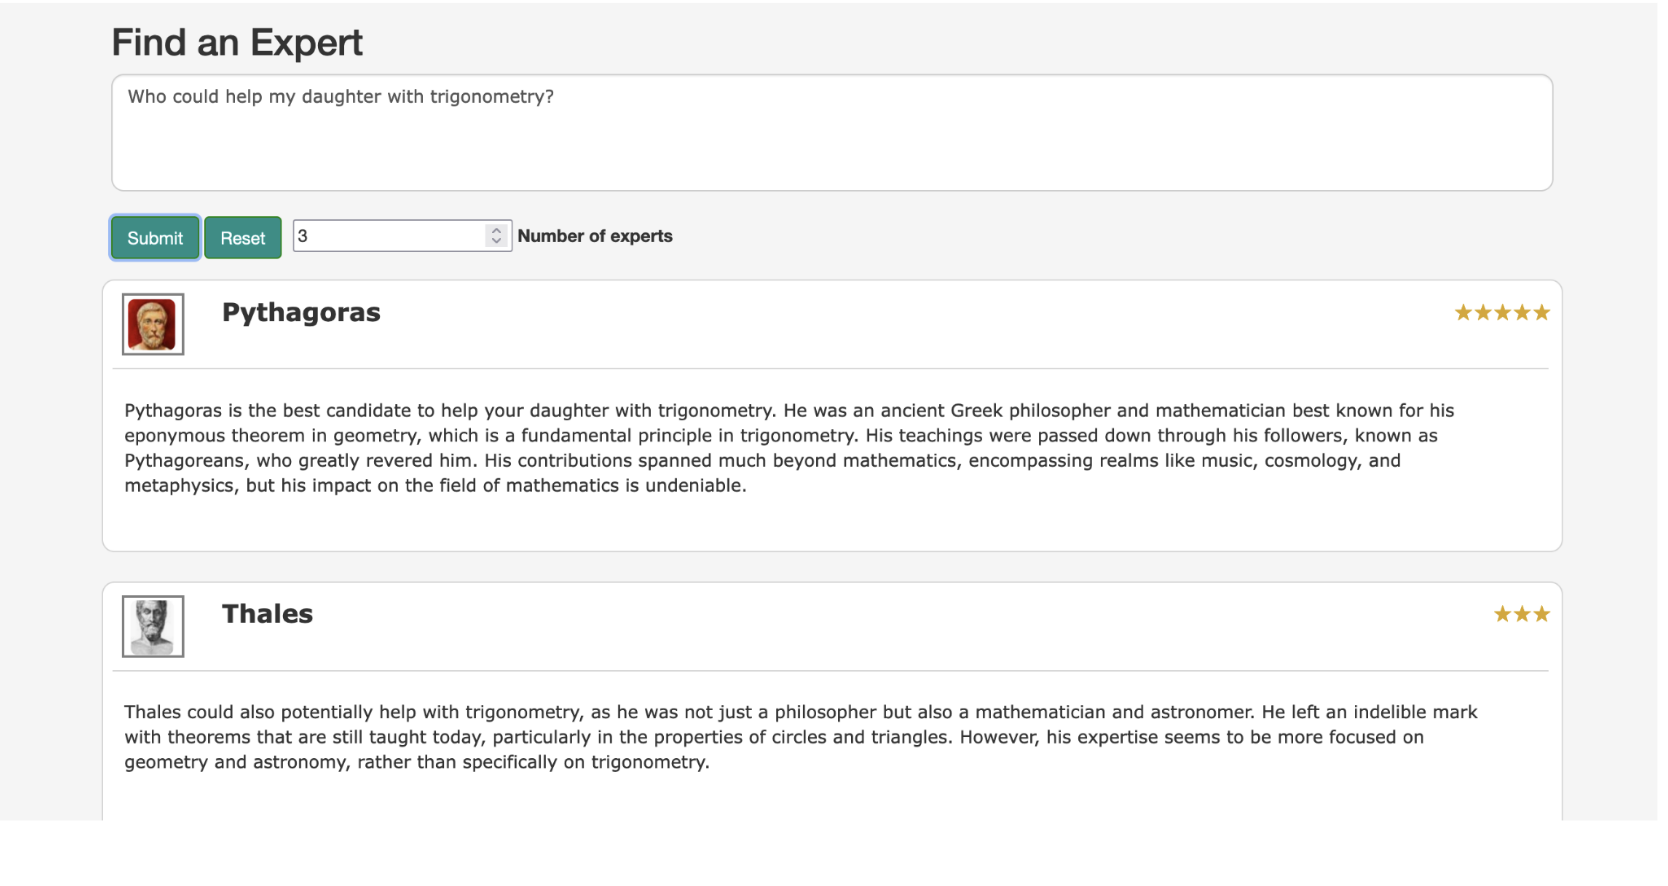 Find an Expert
Who could help my daughter with trigonometry?
Submit
Reset
3
Number of experts
Pythagoras
★★★★★
Pythagoras is the best candidate to help your daughter with trigonometry. He was an ancient Greek philosopher and mathematician best known for his
eponymous theorem in geometry, which is a fundamental principle in trigonometry. His teachings were passed down through his followers, known as
Pythagoreans, who greatly revered him. His contributions spanned much beyond mathematics, encompassing realms like music, cosmology, and
metaphysics, but his impact on the field of mathematics is undeniable.
Thales
★★★
Thales could also potentially help with trigonometry, as he was not just a philosopher but also a mathematician and astronomer. He left an indelible mark
with theorems that are still taught today, particularly in the properties of circles and triangles. However, his expertise seems to be more focused on
geometry and astronomy, rather than specifically on trigonometry.